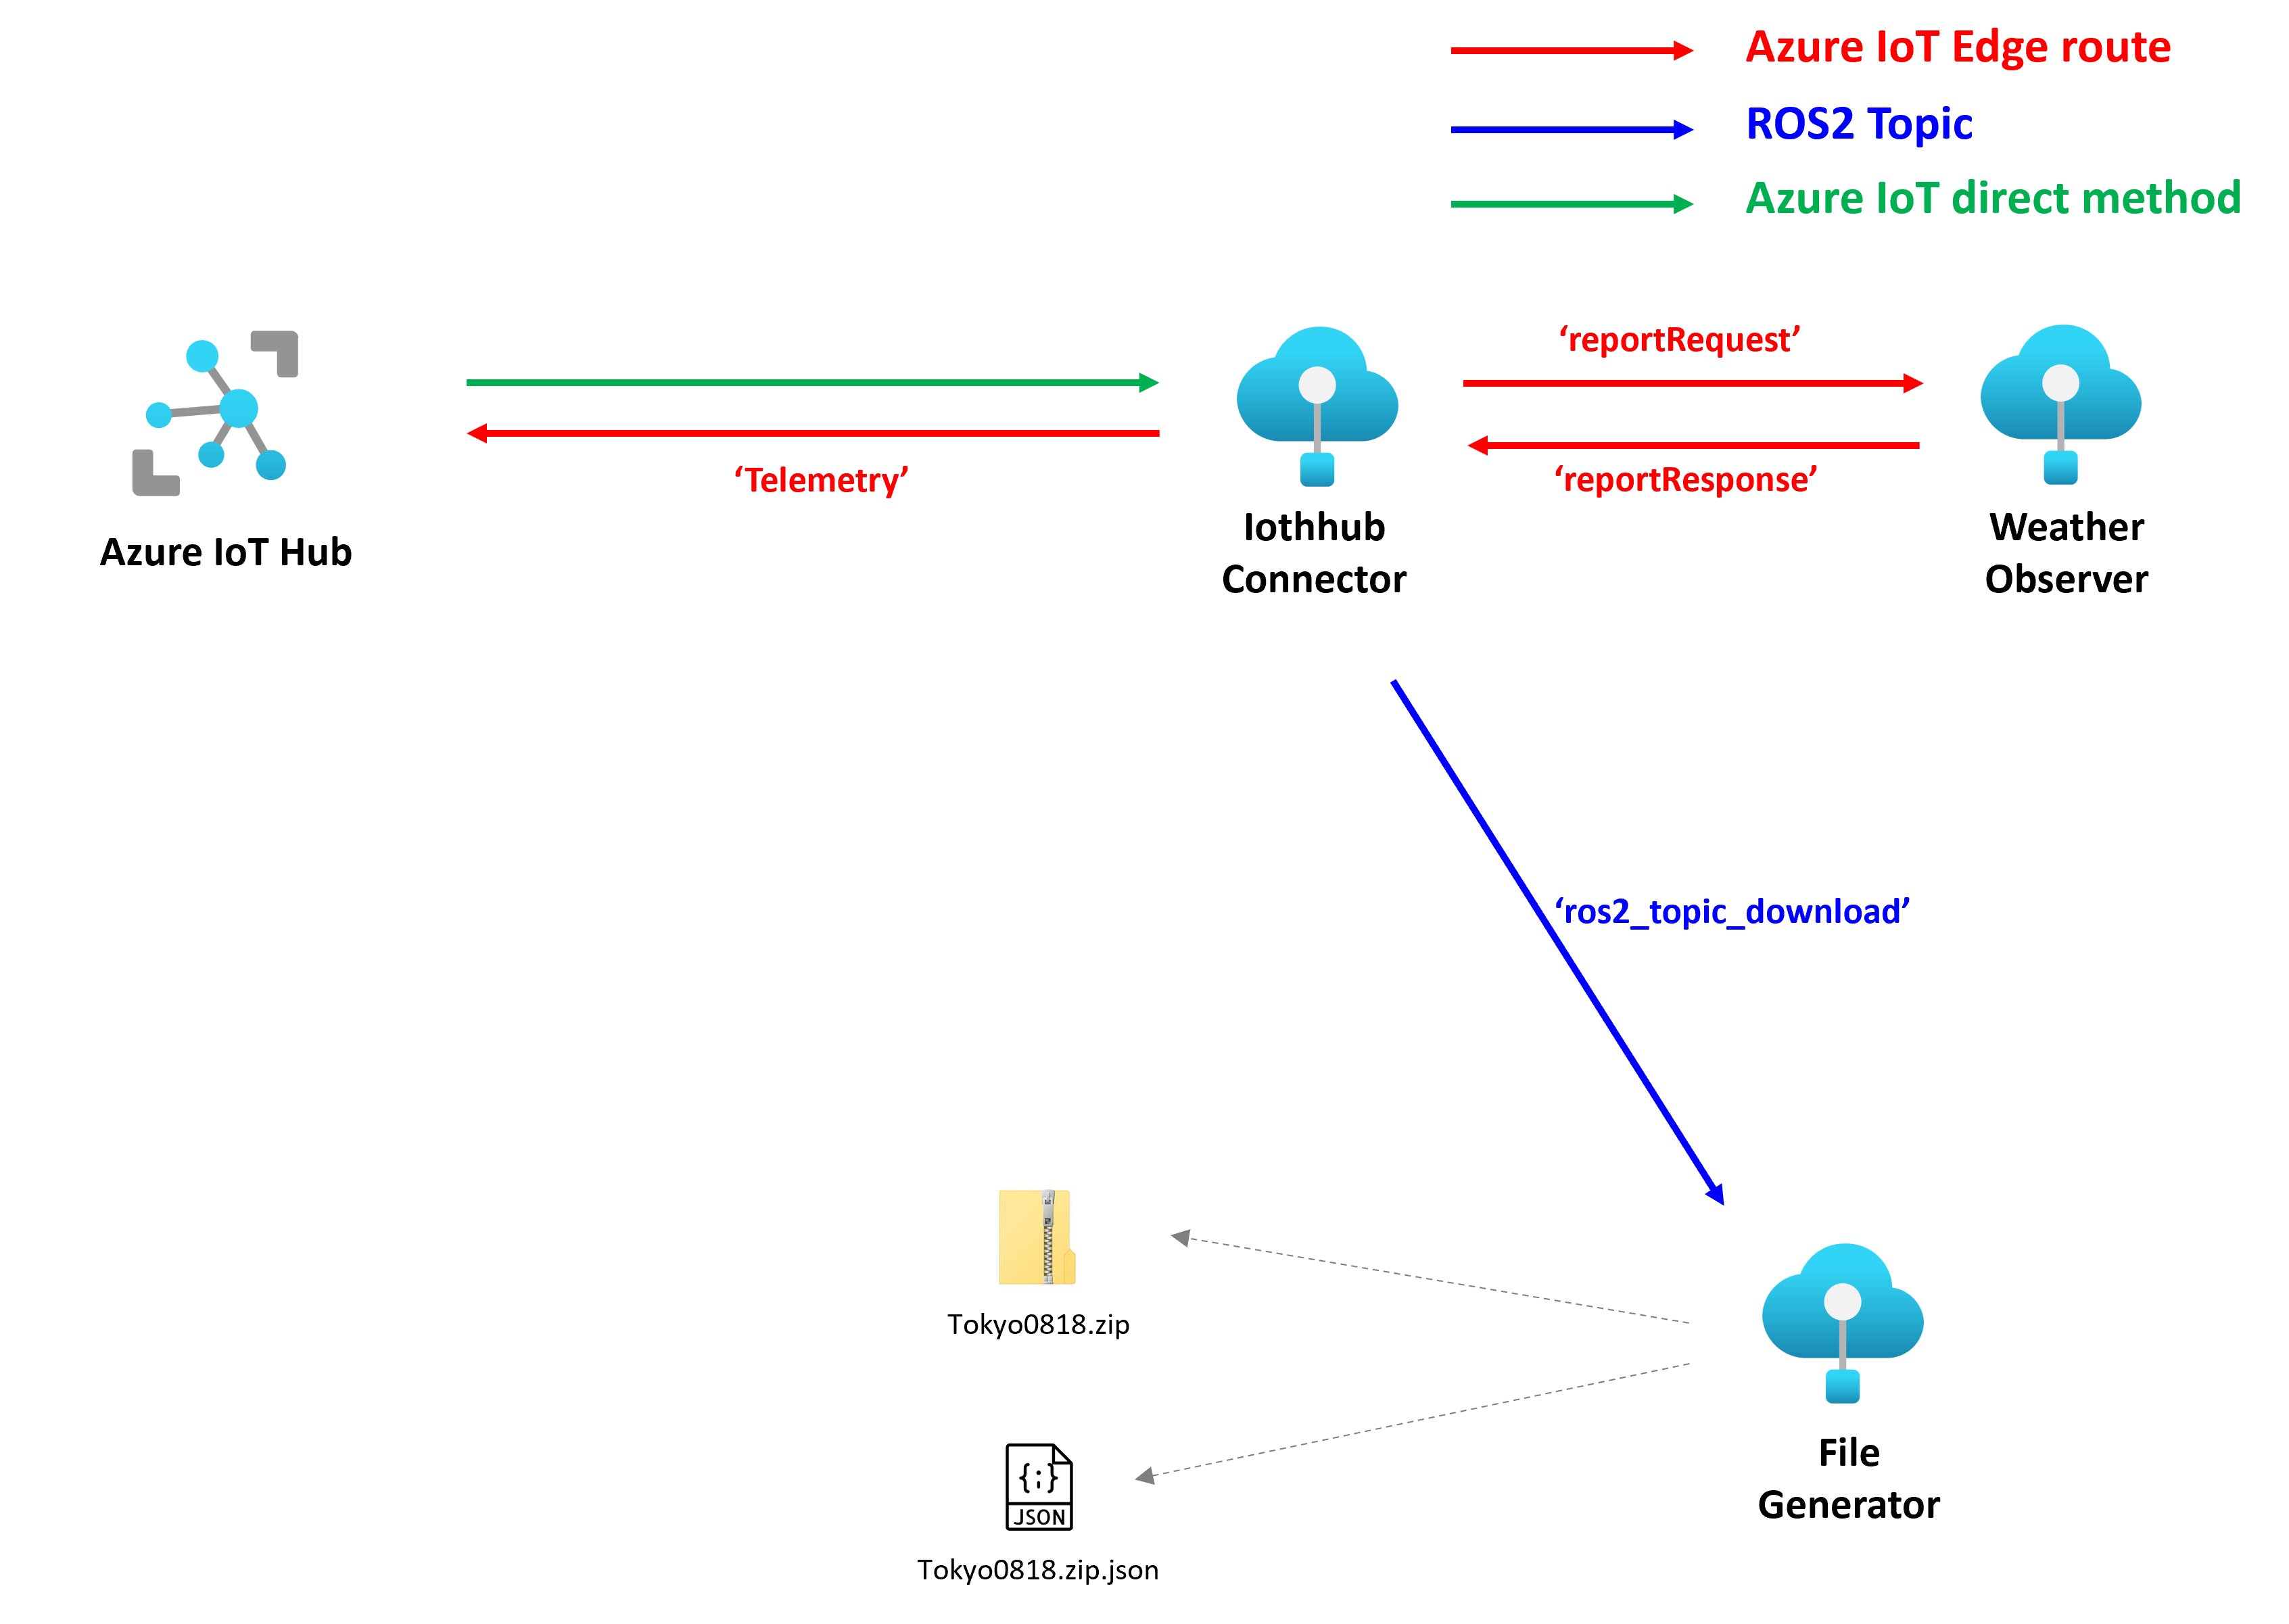 Azure IoT Edge route
ROS2 Topic
Azure IoT direct method
‘reportRequest’
‘Telemetry’
‘reportResponse’
Azure IoT Hub
Iothhub
Connector
Weather
Observer
‘ros2_topic_download’
Tokyo0818.zip
File
Generator
{;}
JSON
Tokyo0818.zip.json